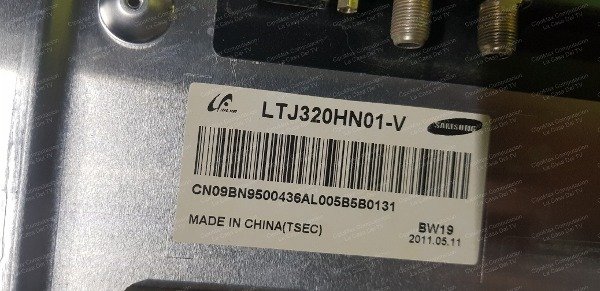 LTJ320HN01-V
SAMSUNG
CN09BN9500436AL005B5B0131
MADE IN CHINA(TSEC)
BW19
2011.05.11